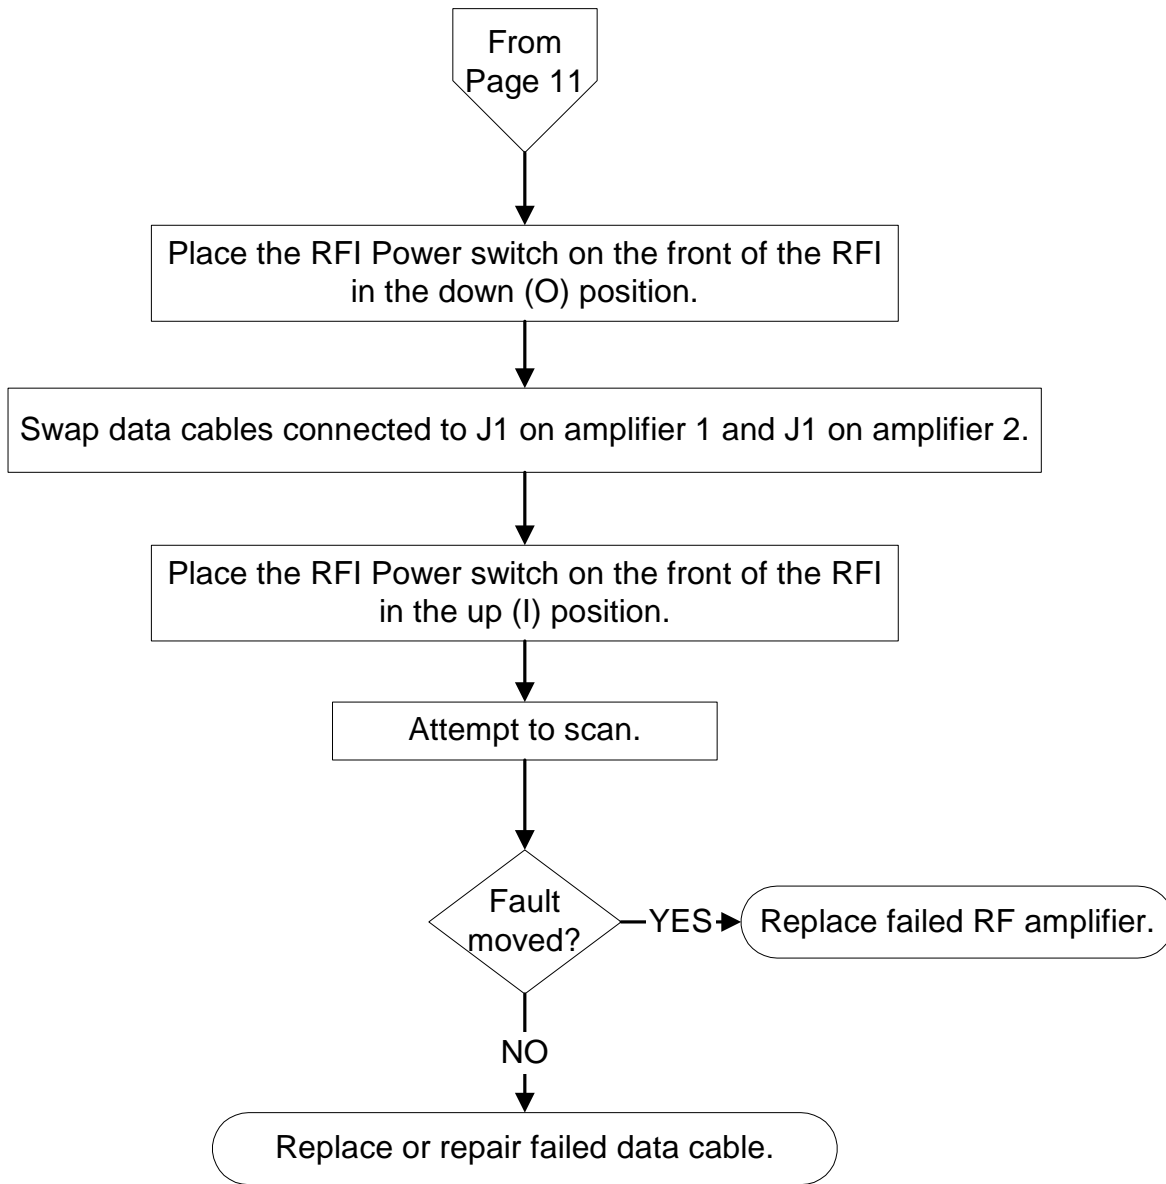 From
Page 11
Place the RFI Power switch on the front of the RFI
in the down (O) position.
Swap data cables connected to J1 on amplifier 1 and J1 on amplifier 2.
Place the RFI Power switch on the front of the RFI
in the up (I) position.
Attempt to scan.
Fault
moved?
YES
Replace failed RF amplifier.
NO
Replace or repair failed data cable.